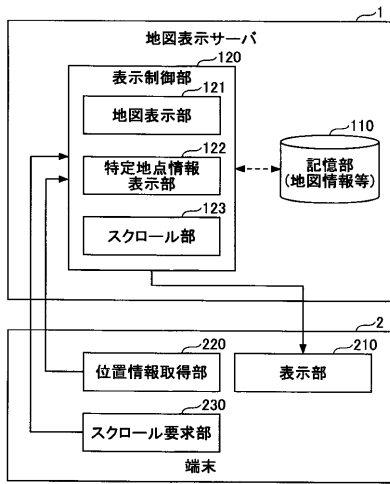 1
地図表示サーバ
120
表示制御部
121
地図表示部
122
特定地点情報
表示部
123
スクロール部
110
記憶部
(地図情報等)
2
220
位置情報取得部
210
表示部
230
スクロール要求部
端末